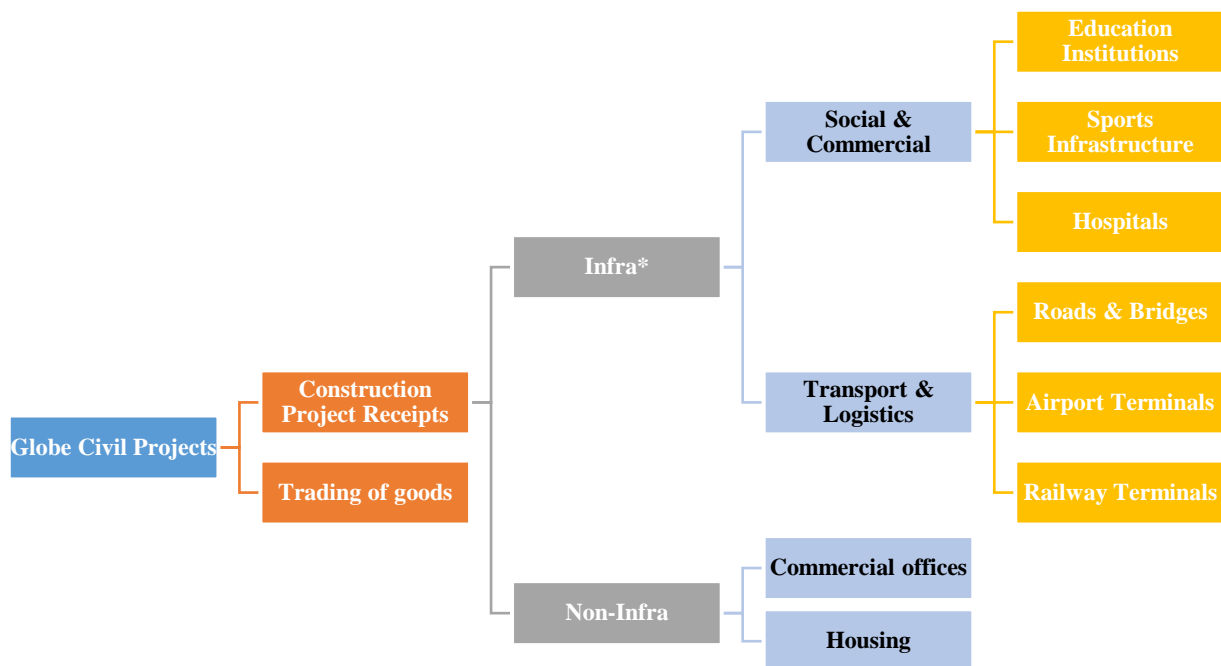 Globe Civil Projects
Construction
Project Receipts
Trading of goods
Infra*
Non-Infra
Social &
Commercial
Transport &
Logistics
Commercial offices
Housing
Education
Institutions
Sports
Infrastructure
Hospitals
Roads & Bridges
Airport Terminals
Railway Terminals